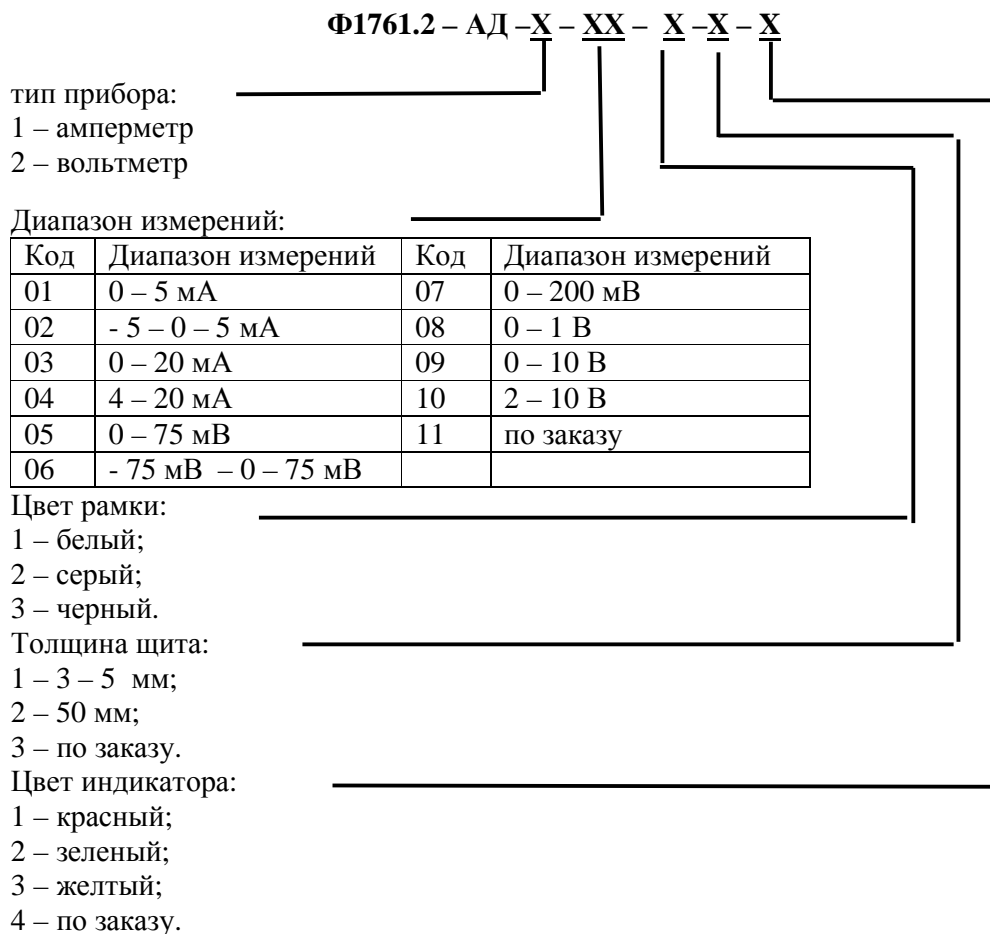 Ф1761.2 – АД –Х – ХХ – Х –Х – Х
тип прибора:
1 – амперметр
2 – вольтметр
Диапазон измерений:
Код Диапазон измерений Код Диапазон измерений
01 0 – 5 мА 07 0 – 200 мВ
02 - 5 – 0 – 5 мА 08 0 – 1 В
03 0 – 20 мА 09 0 – 10 В
04 4 – 20 мА 10 2 – 10 В
05 0 – 75 мВ 11 по заказу
06 - 75 мВ – 0 – 75 мВ
Цвет рамки:
1 – белый;
2 – серый;
3 – черный.
Толщина щита:
1 – 3 – 5 мм;
2 – 50 мм;
3 – по заказу.
Цвет индикатора:
1 – красный;
2 – зеленый;
3 – желтый;
4 – по заказу.